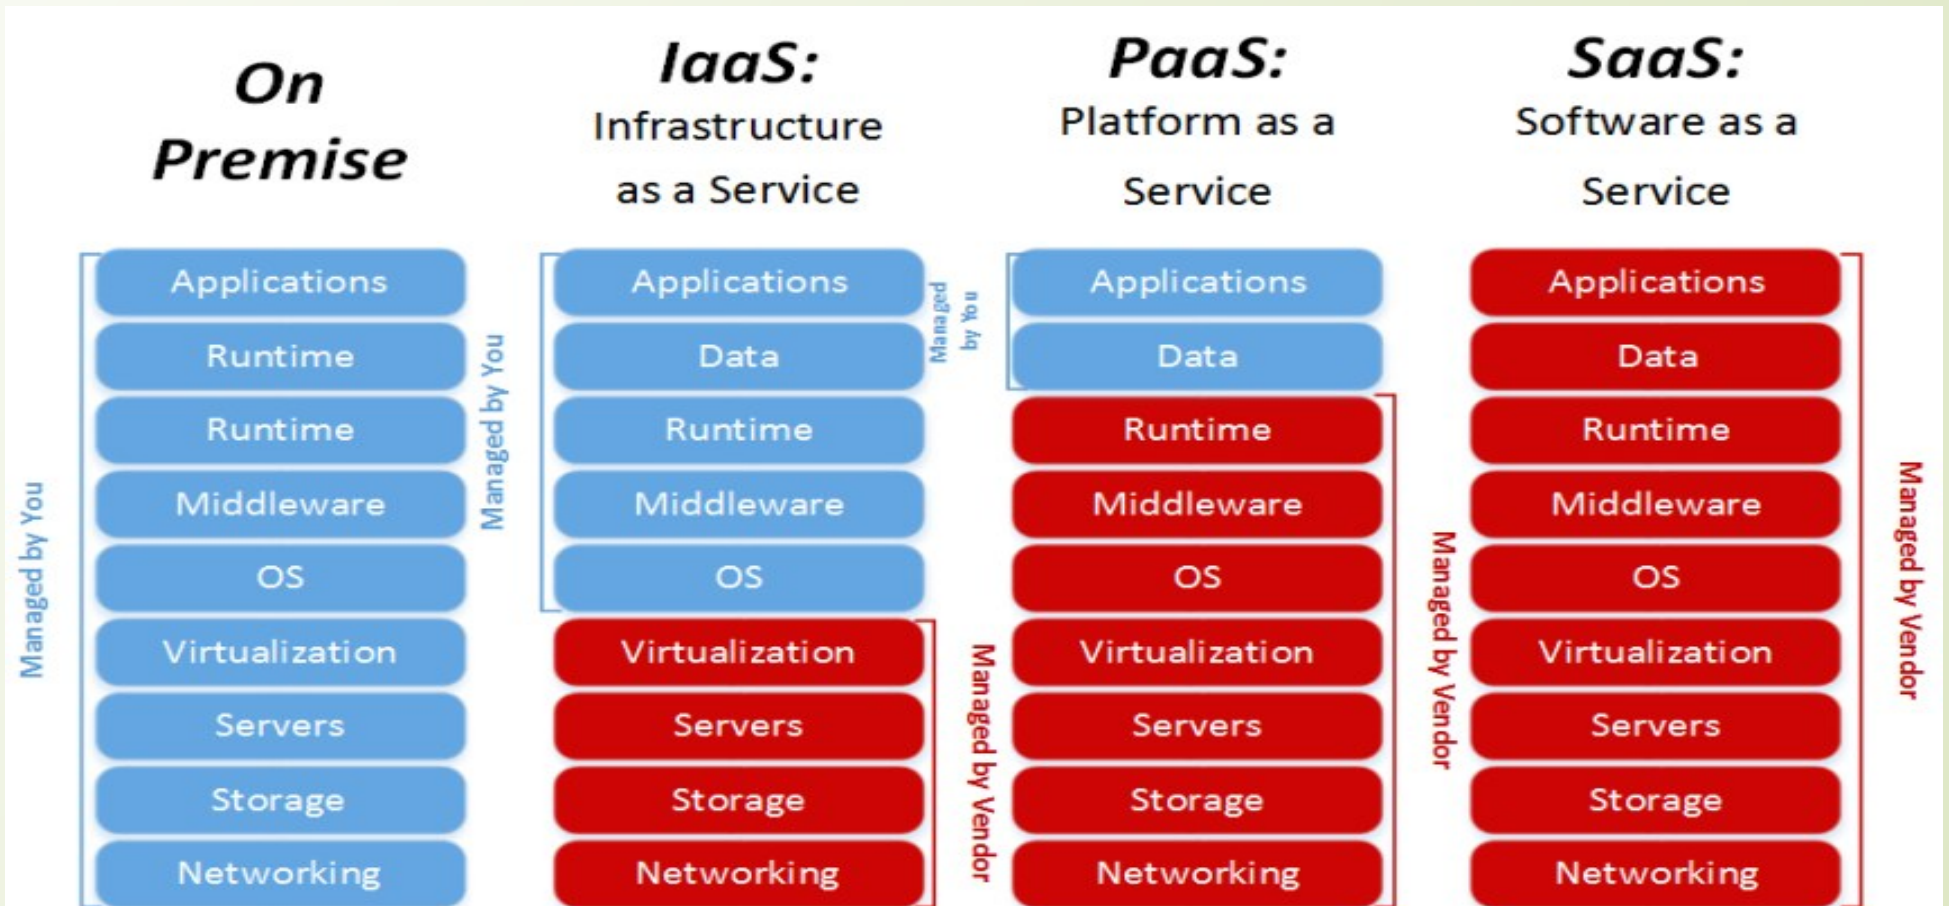 On
Premise
Managed by You
Applications
Runtime
Runtime
Middleware
OS
Virtualization
Servers
Storage
Networking
IaaS:
Infrastructure
as a Service
Managed by You
Applications
Data
Runtime
Middleware
OS
Virtualization
Servers
Storage
Networking
Managed by Vendor
PaaS:
Platform as a
Service
Managed
by You
Applications
Data
Runtime
Middleware
OS
Virtualization
Servers
Storage
Networking
Managed by Vendor
SaaS:
Software as a
Service
Applications
Data
Runtime
Middleware
OS
Virtualization
Servers
Storage
Networking
Managed by Vendor